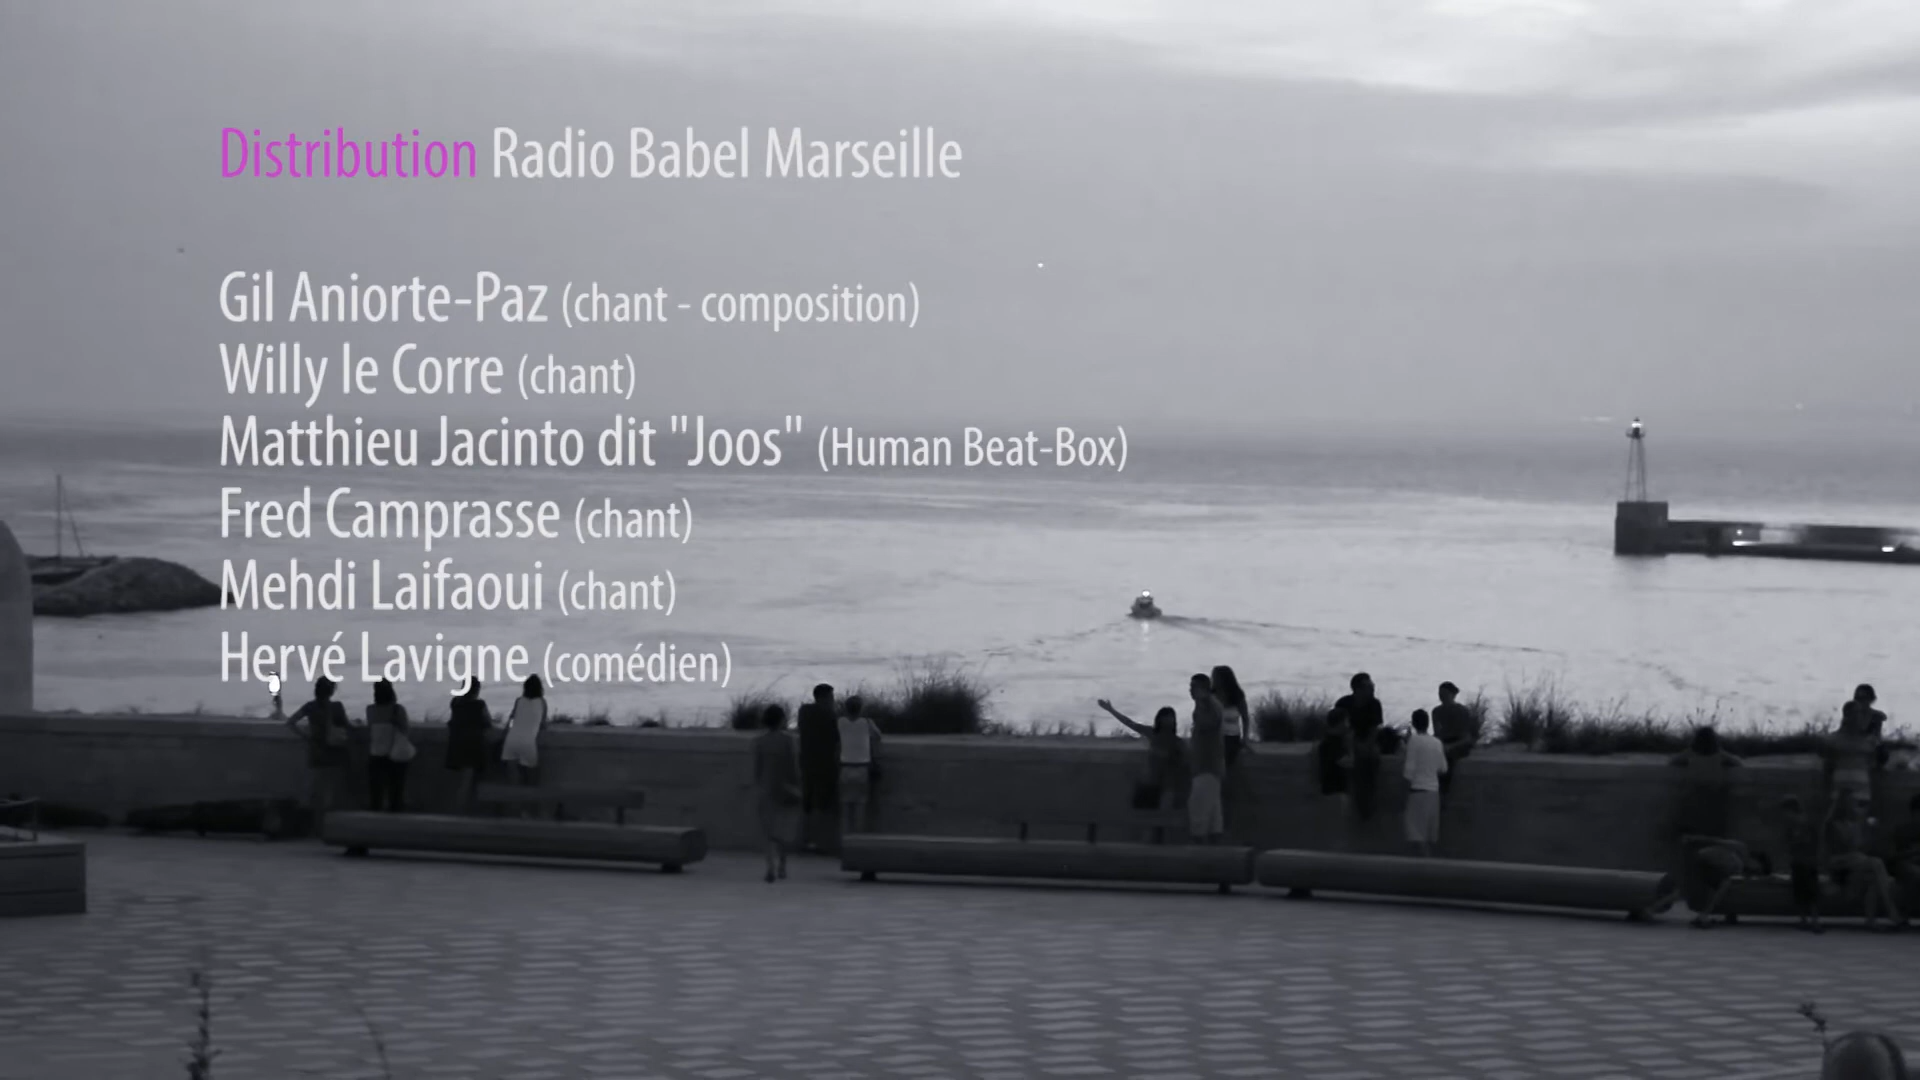 Distribution Radio Babel Marseille
Gil Aniorte-Paz (chant - composition)
Willy le Corre (chant)
Matthieu Jacinto dit "Joos" (Human Beat-Box)
Fred Camprasse (chant)
Mehdi Laifaoui (chant)
Hervé Lavigne (comédien)